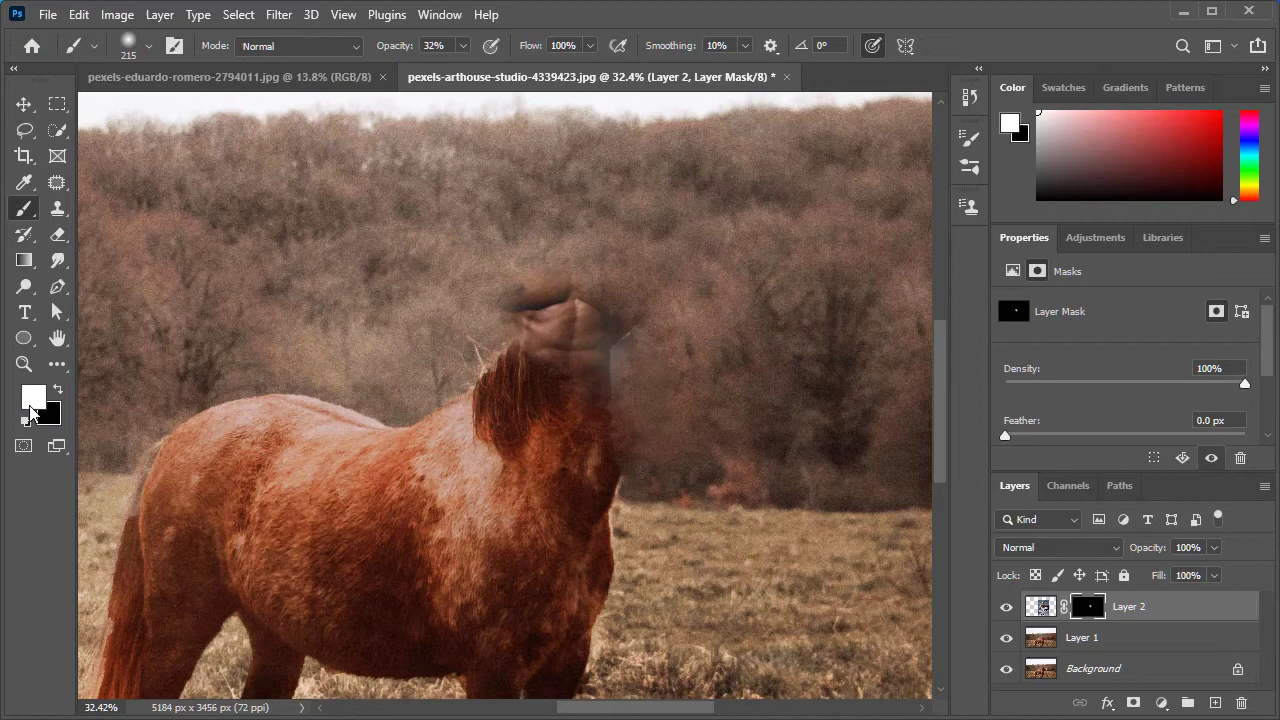 Ps File Edit Image Layer Type Select Filter 3D View Plugins Window Help
215 Mode: Normal Opacity: 32% Flow: 100% Smoothing: 10% 0°
pexels-eduardo-romero-2794011.jpg @ 13.8% (RGB/8) pexels-arthouse-studio-4339423.jpg @ 32.4% (Layer 2, Layer Mask/8) *
Color Swatches Gradients Patterns
Properties Adjustments Libraries
Masks
Layer Mask
Density: 100%
Feather: 0.0 px
Layers Channels Paths
Kind
Normal Opacity: 100%
Lock: Fill: 100%
Layer 2
Layer 1
Background
32.42% 5184 px x 3456 px (72 ppi)